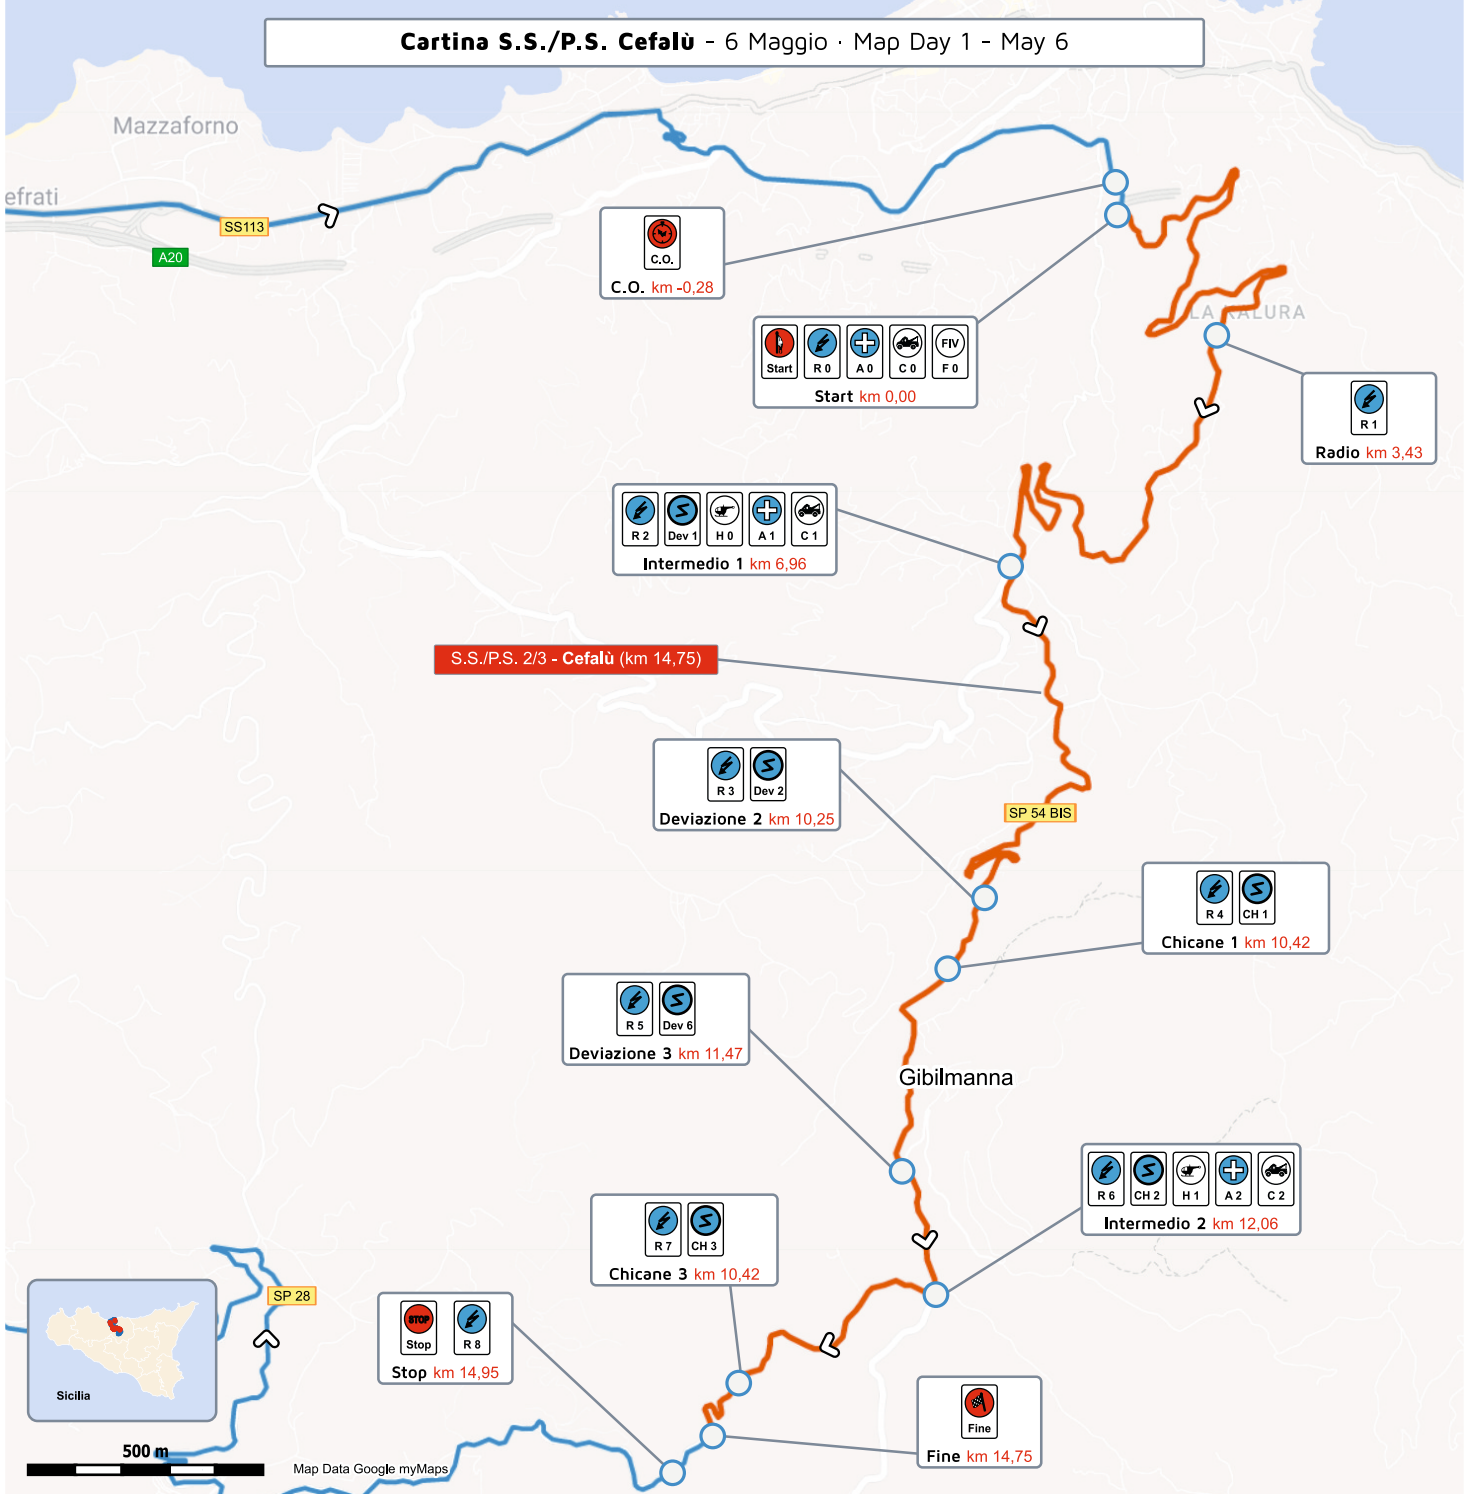 Cartina S.S./P.S. Cefalù - 6 Maggio · Map Day 1 - May 6
Mazzaforno
efrati
SS113
A20
C.O.
C.O. km -0,28
Start R 0 A 0 C 0 FIV F 0
Start km 0,00
LA KALURA
R 1
Radio km 3,43
R 2 Dev 1 H 0 A 1 C 1
Intermedio 1 km 6,96
S.S./P.S. 2/3 - Cefalù (km 14,75)
R 3 Dev 2
Deviazione 2 km 10,25
SP 54 BIS
R 4 CH 1
Chicane 1 km 10,42
R 5 Dev 6
Deviazione 3 km 11,47
Gibilmanna
R 6 CH 2 H 1 A 2 C 2
Intermedio 2 km 12,06
R 7 CH 3
Chicane 3 km 10,42
SP 28
STOP
Stop R 8
Stop km 14,95
Fine
Fine km 14,75
Sicilia
500 m
Map Data Google myMaps